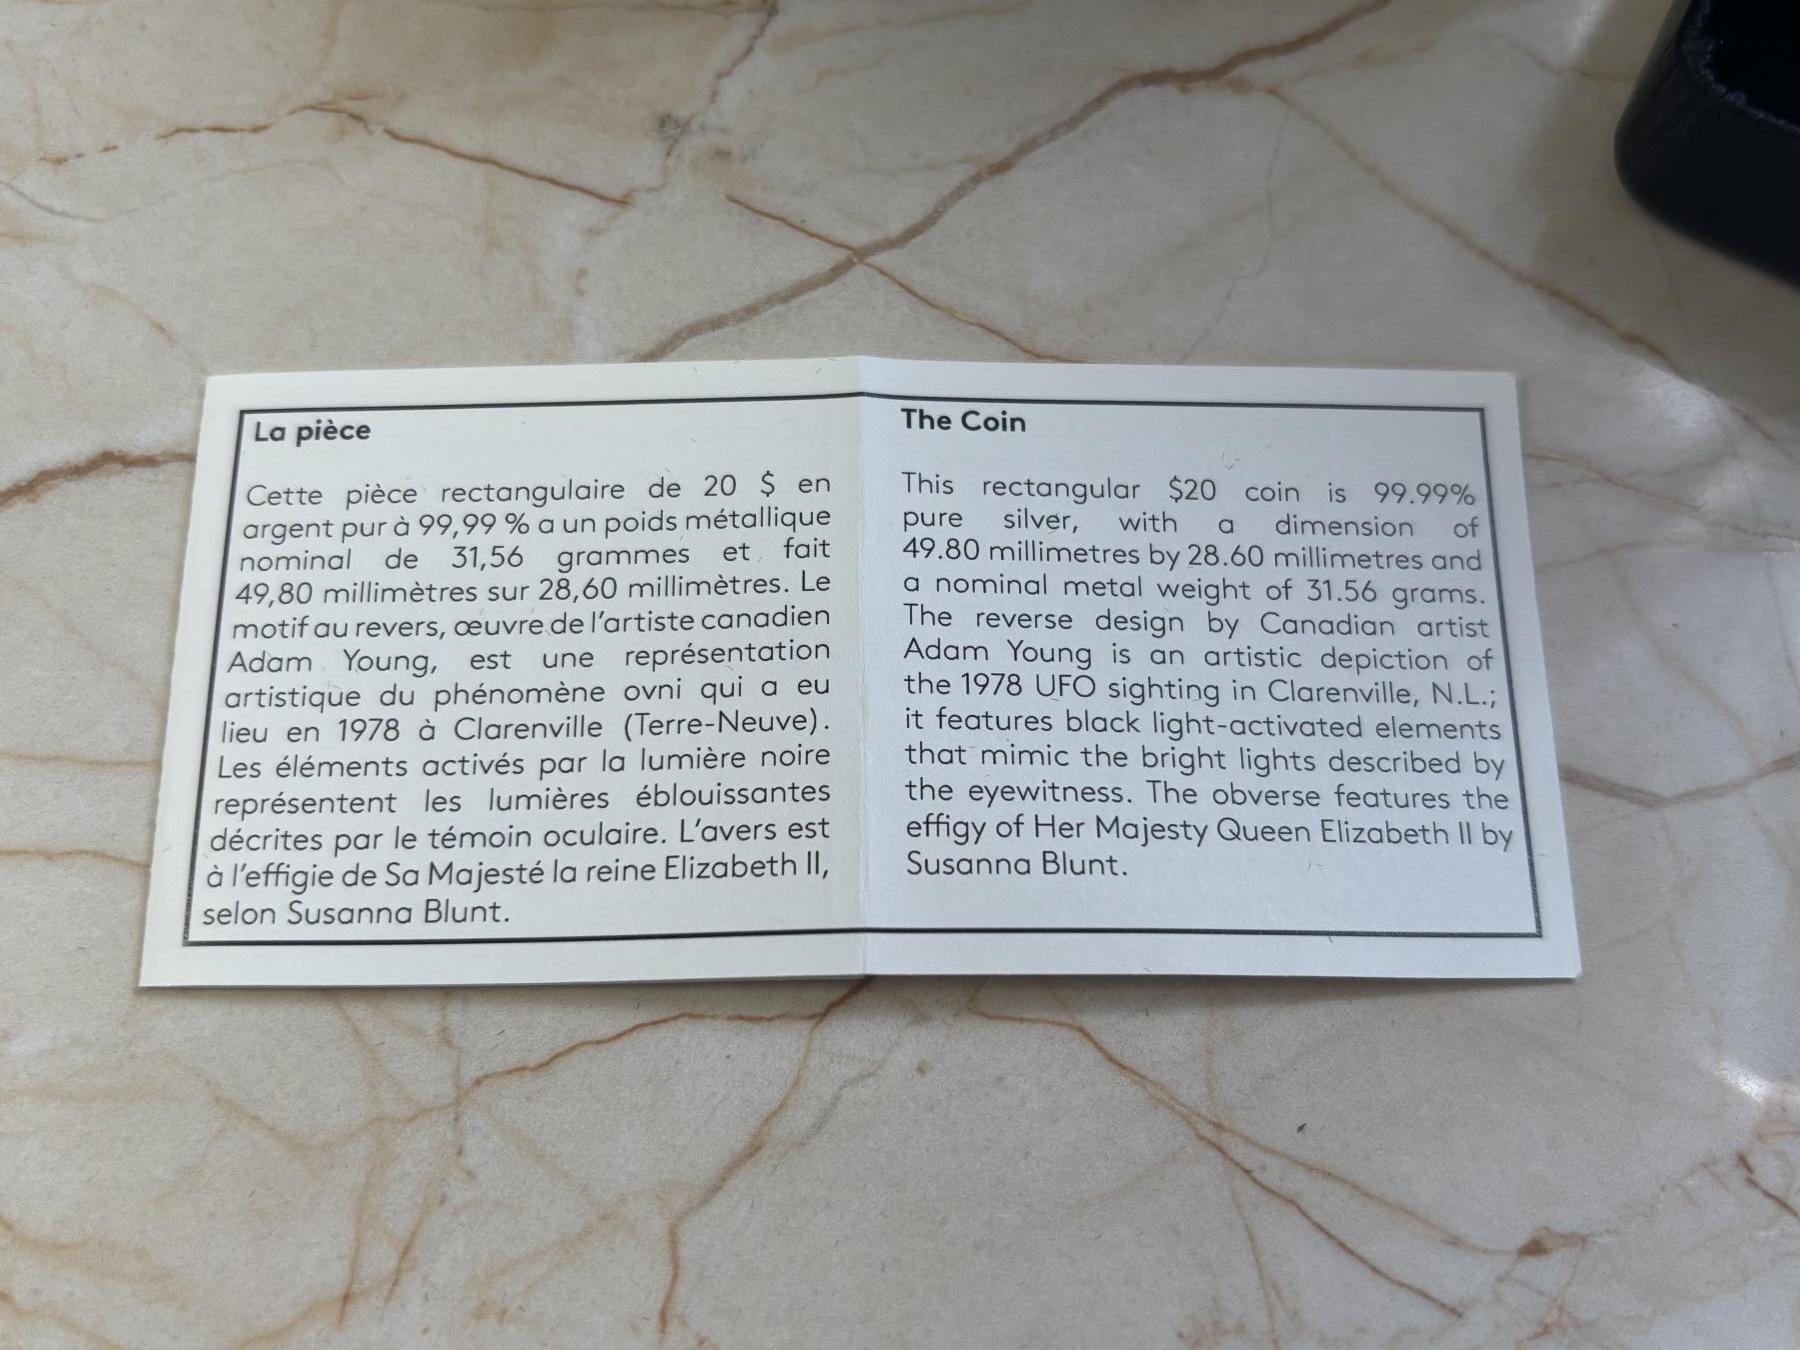 La pièce
Cette pièce rectangulaire de 20 $ en
argent pur à 99,99 % a un poids métallique
nominal de 31,56 grammes et fait
49,80 millimètres sur 28,60 millimètres. Le
motif au revers, œuvre de l'artiste canadien
Adam Young, est une représentation
artistique du phénomène ovni qui a eu
lieu en 1978 à Clarenville (Terre-Neuve).
Les éléments activés par la lumière noire
représentent les lumières éblouissantes
décrites par le témoin oculaire. L'avers est
à l'effigie de Sa Majesté la reine Elizabeth II,
selon Susanna Blunt.
The Coin
This rectangular $20 coin is 99.99%
pure silver, with a dimension of
49.80 millimetres by 28.60 millimetres and
a nominal metal weight of 31.56 grams.
The reverse design by Canadian artist
Adam Young is an artistic depiction of
the 1978 UFO sighting in Clarenville, N.L.;
it features black light-activated elements
that mimic the bright lights described by
the eyewitness. The obverse features the
effigy of Her Majesty Queen Elizabeth II by
Susanna Blunt.